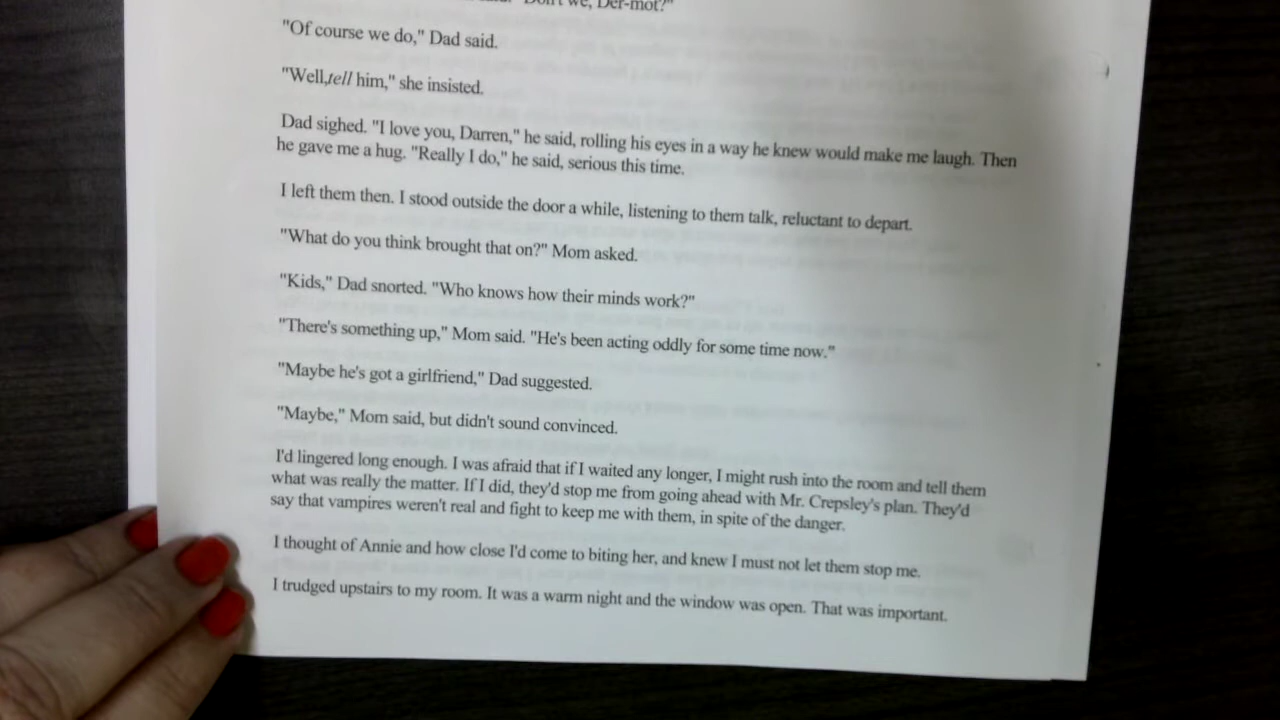 "Don't we, Der-mot?"
"Of course we do," Dad said.
"Well,tell him," she insisted.
Dad sighed. "I love you, Darren," he said, rolling his eyes in a way he knew would make me laugh. Then
he gave me a hug. "Really I do," he said, serious this time.
I left them then. I stood outside the door a while, listening to them talk, reluctant to depart.
"What do you think brought that on?" Mom asked.
"Kids," Dad snorted. "Who knows how their minds work?"
"There's something up," Mom said. "He's been acting oddly for some time now."
"Maybe he's got a girlfriend," Dad suggested.
"Maybe," Mom said, but didn't sound convinced.
I'd lingered long enough. I was afraid that if I waited any longer, I might rush into the room and tell them
what was really the matter. If I did, they'd stop me from going ahead with Mr. Crepsley's plan. They'd
say that vampires weren't real and fight to keep me with them, in spite of the danger.
I thought of Annie and how close I'd come to biting her, and knew I must not let them stop me.
I trudged upstairs to my room. It was a warm night and the window was open. That was important.